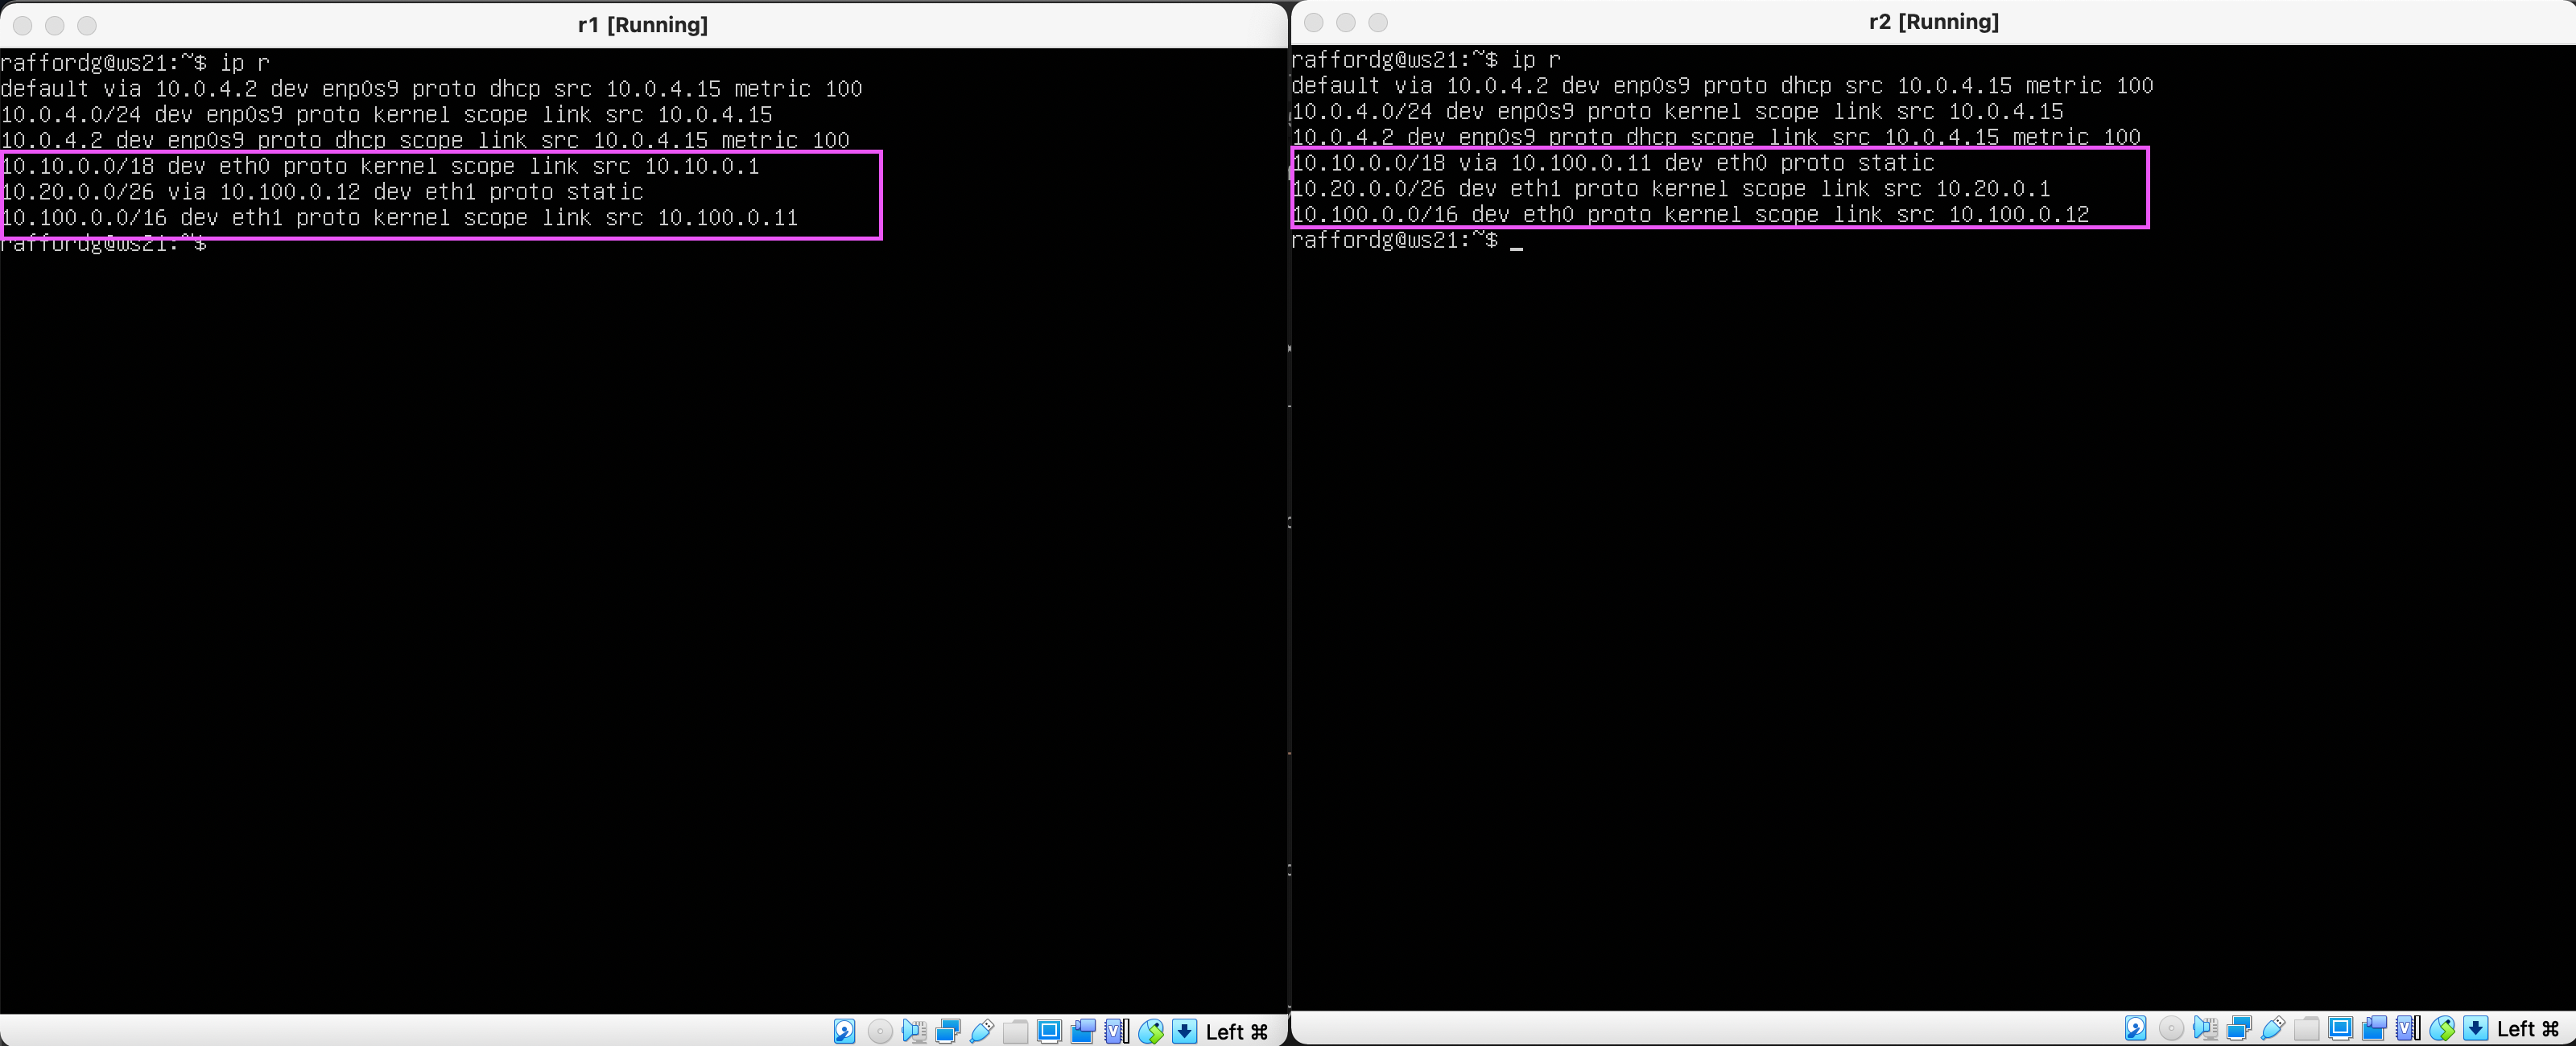 r1 [Running]
raffordg@ws21:~$ ip r
default via 10.0.4.2 dev enp0s9 proto dhcp src 10.0.4.15 metric 100
10.0.4.0/24 dev enp0s9 proto kernel scope link src 10.0.4.15
10.0.4.2 dev enp0s9 proto dhcp scope link src 10.0.4.15 metric 100
10.10.0.0/18 dev eth0 proto kernel scope link src 10.10.0.1
10.20.0.0/26 via 10.100.0.12 dev eth1 proto static
10.100.0.0/16 dev eth1 proto kernel scope link src 10.100.0.11
raffordg@ws21:~$
Left ⌘
r2 [Running]
raffordg@ws21:~$ ip r
default via 10.0.4.2 dev enp0s9 proto dhcp src 10.0.4.15 metric 100
10.0.4.0/24 dev enp0s9 proto kernel scope link src 10.0.4.15
10.0.4.2 dev enp0s9 proto dhcp scope link src 10.0.4.15 metric 100
10.10.0.0/18 via 10.100.0.11 dev eth0 proto static
10.20.0.0/26 dev eth1 proto kernel scope link src 10.20.0.1
10.100.0.0/16 dev eth0 proto kernel scope link src 10.100.0.12
raffordg@ws21:~$ _
Left ⌘